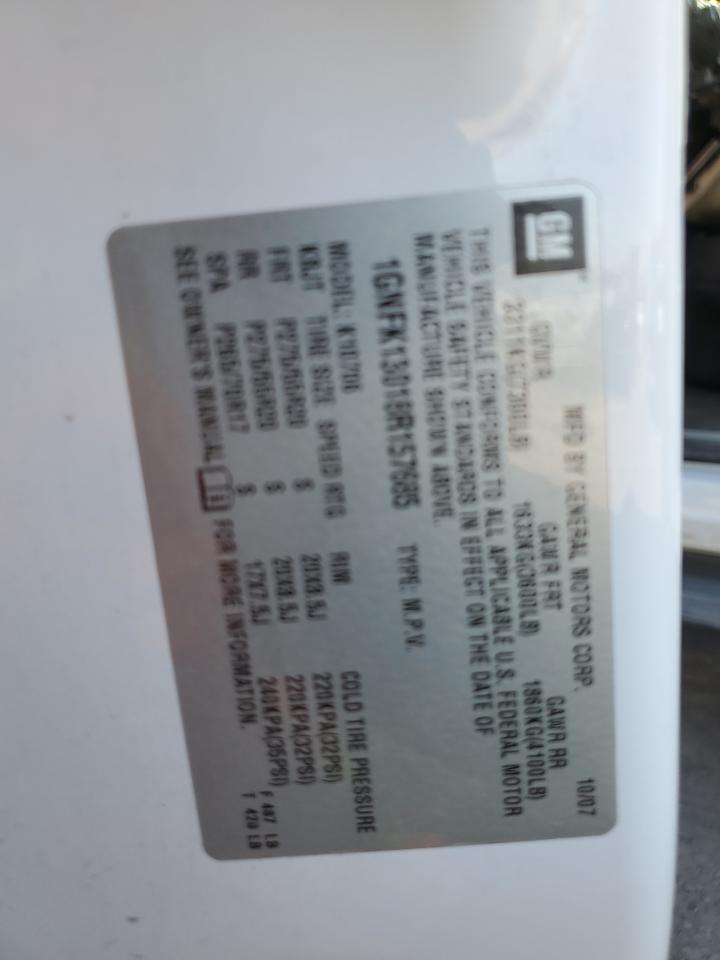 GM
MFD BY GENERAL MOTORS CORP. 10/07
GVWR GAWR FRT GAWR RR
3311KG(7300LB) 1633KG(3600LB) 1860KG(4100LB)
THIS VEHICLE CONFORMS TO ALL APPLICABLE U.S. FEDERAL MOTOR
VEHICLE SAFETY STANDARDS IN EFFECT ON THE DATE OF
MANUFACTURE SHOWN ABOVE.
TYPE: M.P.V.
MODEL:
TIRE SIZE SPEED RTG RIM COLD TIRE PRESSURE
FRT P275/55R20 S 20X8.5J 220KPA(32PSI)
RR P275/55R20 S 20X8.5J 220KPA(32PSI)
SPA P265/70R17 S 17X7.5J 240KPA(35PSI)
SEE OWNER'S MANUAL FOR MORE INFORMATION.